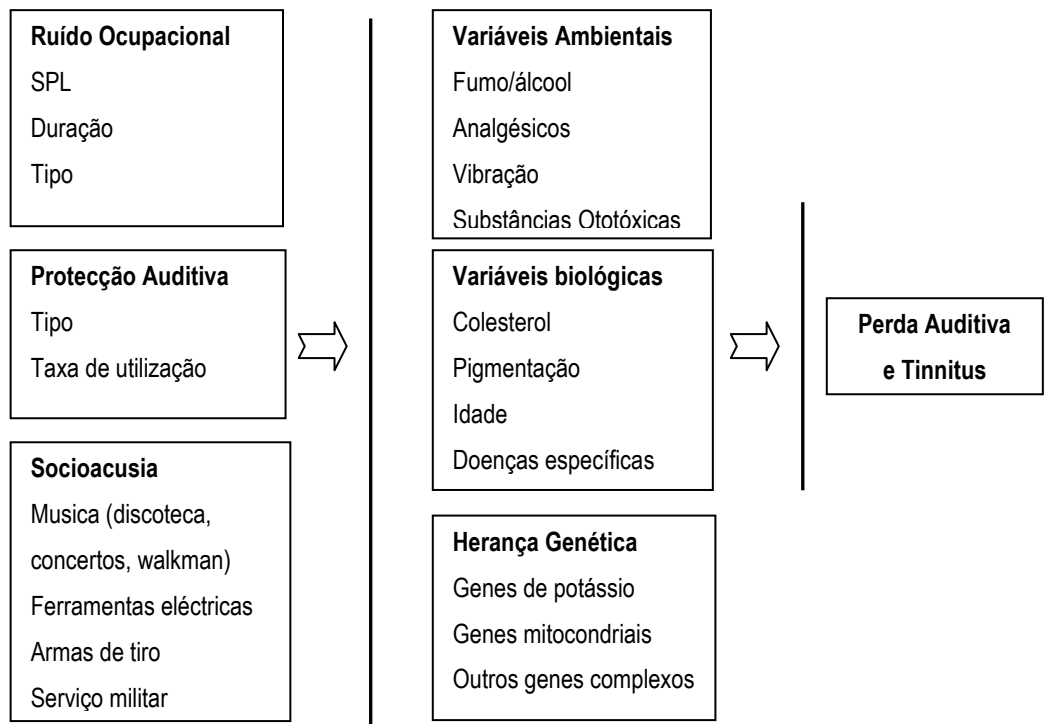 Ruído Ocupacional
SPL
Duração
Tipo
Protecção Auditiva
Tipo
Taxa de utilização
Socioacusia
Musica (discoteca,
concertos, walkman)
Ferramentas eléctricas
Armas de tiro
Serviço militar
Variáveis Ambientais
Fumo/álcool
Analgésicos
Vibração
Substâncias Ototóxicas
Variáveis biológicas
Colesterol
Pigmentação
Idade
Doenças específicas
Herança Genética
Genes de potássio
Genes mitocondriais
Outros genes complexos
Perda Auditiva
e Tinnitus